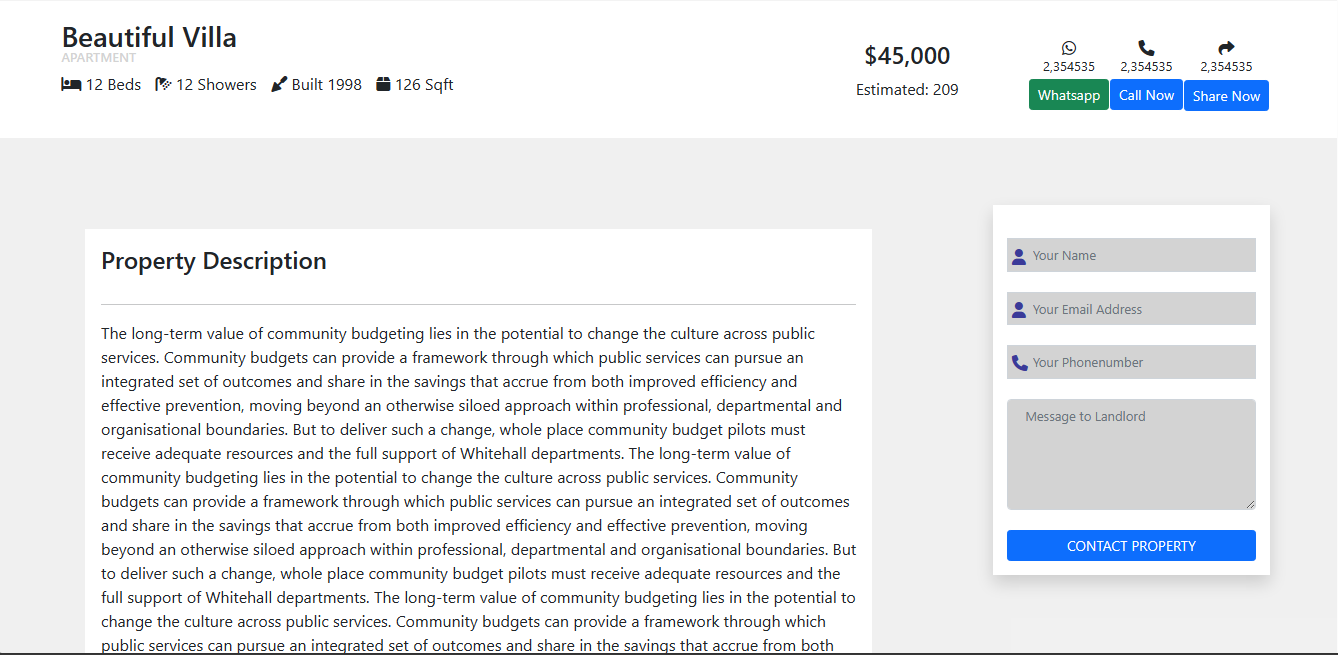 Beautiful Villa
APARTMENT
12 Beds 12 Showers Built 1998 126 Sqft
$45,000
Estimated: 209
2,354535 2,354535 2,354535
Whatsapp Call Now Share Now
Property Description
The long-term value of community budgeting lies in the potential to change the culture across public
services. Community budgets can provide a framework through which public services can pursue an
integrated set of outcomes and share in the savings that accrue from both improved efficiency and
effective prevention, moving beyond an otherwise siloed approach within professional, departmental and
organisational boundaries. But to deliver such a change, whole place community budget pilots must
receive adequate resources and the full support of Whitehall departments. The long-term value of
community budgeting lies in the potential to change the culture across public services. Community
budgets can provide a framework through which public services can pursue an integrated set of outcomes
and share in the savings that accrue from both improved efficiency and effective prevention, moving
beyond an otherwise siloed approach within professional, departmental and organisational boundaries. But
to deliver such a change, whole place community budget pilots must receive adequate resources and the
full support of Whitehall departments. The long-term value of community budgeting lies in the potential to
change the culture across public services. Community budgets can provide a framework through which
public services can pursue an integrated set of outcomes and share in the savings that accrue from both
Your Name
Your Email Address
Your Phonenumber
Message to Landlord
CONTACT PROPERTY